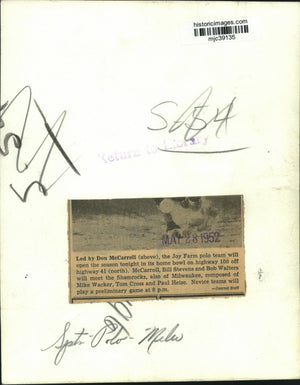 historicimages.com
mjc39135
Return to Library
MAY 28 1952
Led by Don McCarroll (above), the Joy Farm polo team will
open the season tonight in its home bowl on highway 100 off
highway 41 (north). McCarroll, Bill Stevens and Bob Walters
will meet the Shamrocks, also of Milwaukee, composed of
Mike Wacker, Tom Cross and Paul Heise. Novice teams will
play a preliminary game at 8 p.m.
—Journal Staff
Spts - Polo - Milw